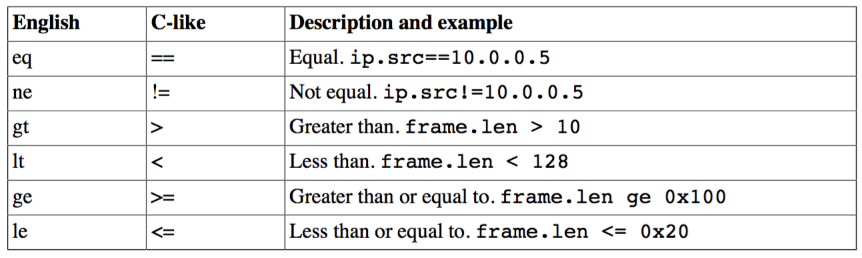 English C-like Description and example
eq == Equal. ip.src==10.0.0.5
ne != Not equal. ip.src!=10.0.0.5
gt > Greater than. frame.len > 10
lt < Less than. frame.len < 128
ge >= Greater than or equal to. frame.len ge 0x100
le <= Less than or equal to. frame.len <= 0x20